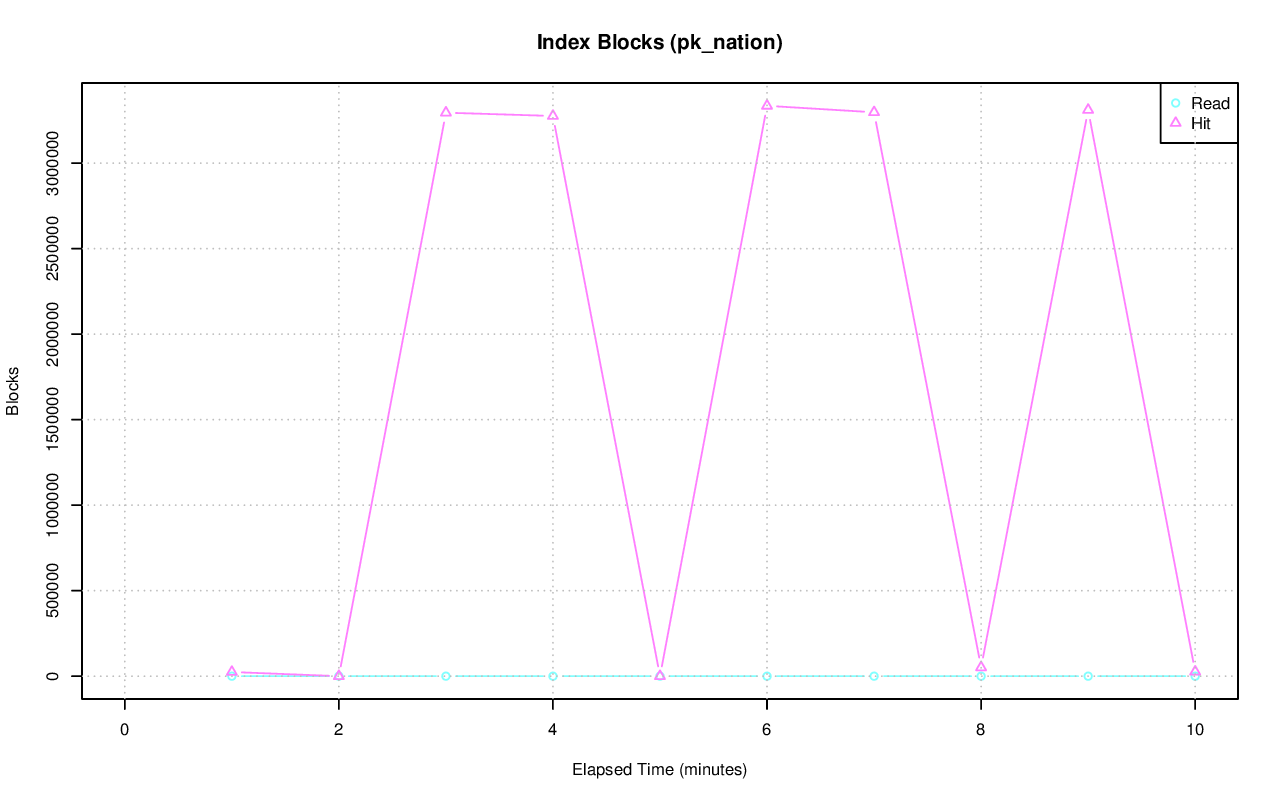 Index Blocks (pk_nation)
Read
Hit
Blocks
3000000
2500000
2000000
1500000
1000000
500000
0
0 2 4 6 8 10
Elapsed Time (minutes)